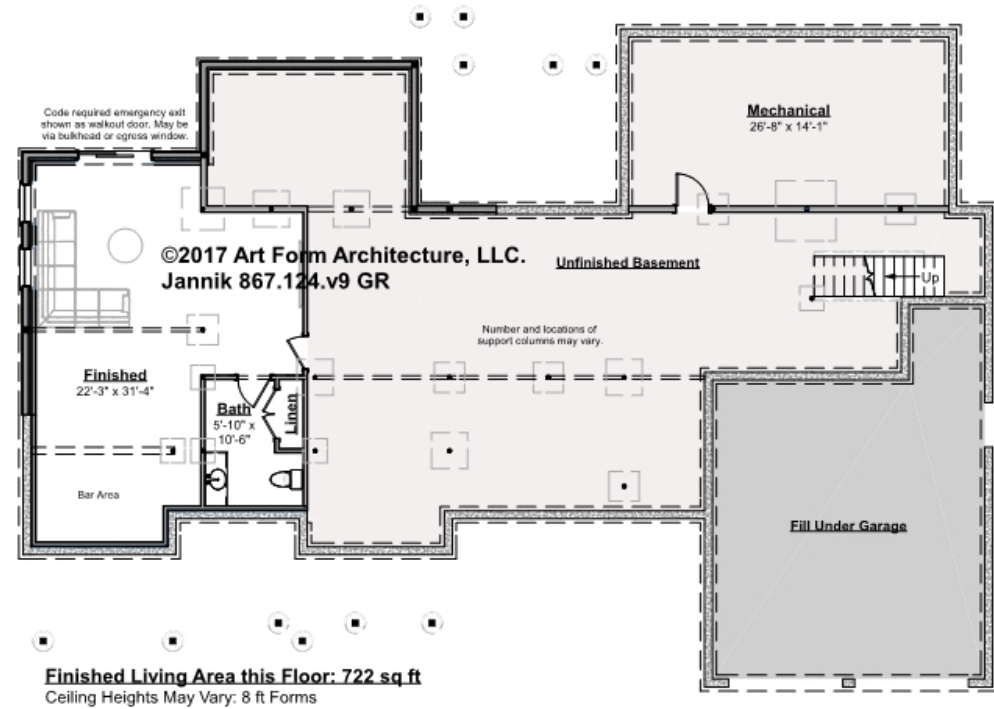 Code required emergency exit
shown as walkout door. May be
via bulkhead or egress window.
Mechanical
26'-8" x 14'-1"
©2017 Art Form Architecture, LLC.
Jannik 867.124.v9 GR
Unfinished Basement
Up
Number and locations of
support columns may vary.
Finished
22'-3" x 31'-4"
Bath
5'-10" x
10'-6"
Linen
Bar Area
Fill Under Garage
Finished Living Area this Floor: 722 sq ft
Ceiling Heights May Vary: 8 ft Forms